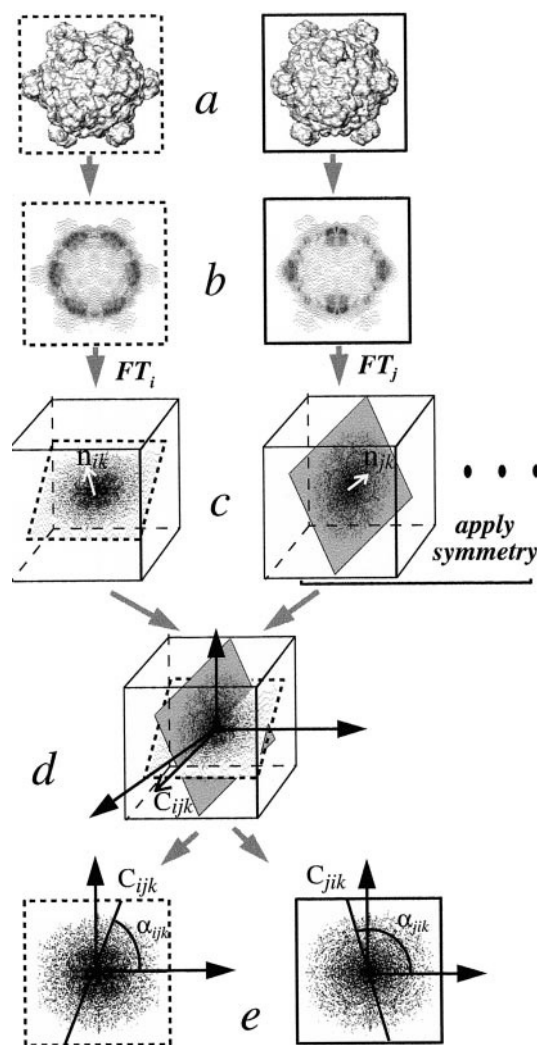 a
b
FTi FTj
nik njk
c
• • •
apply
symmetry
d
Cijk
Cijk Cjik
αijk αjik
e